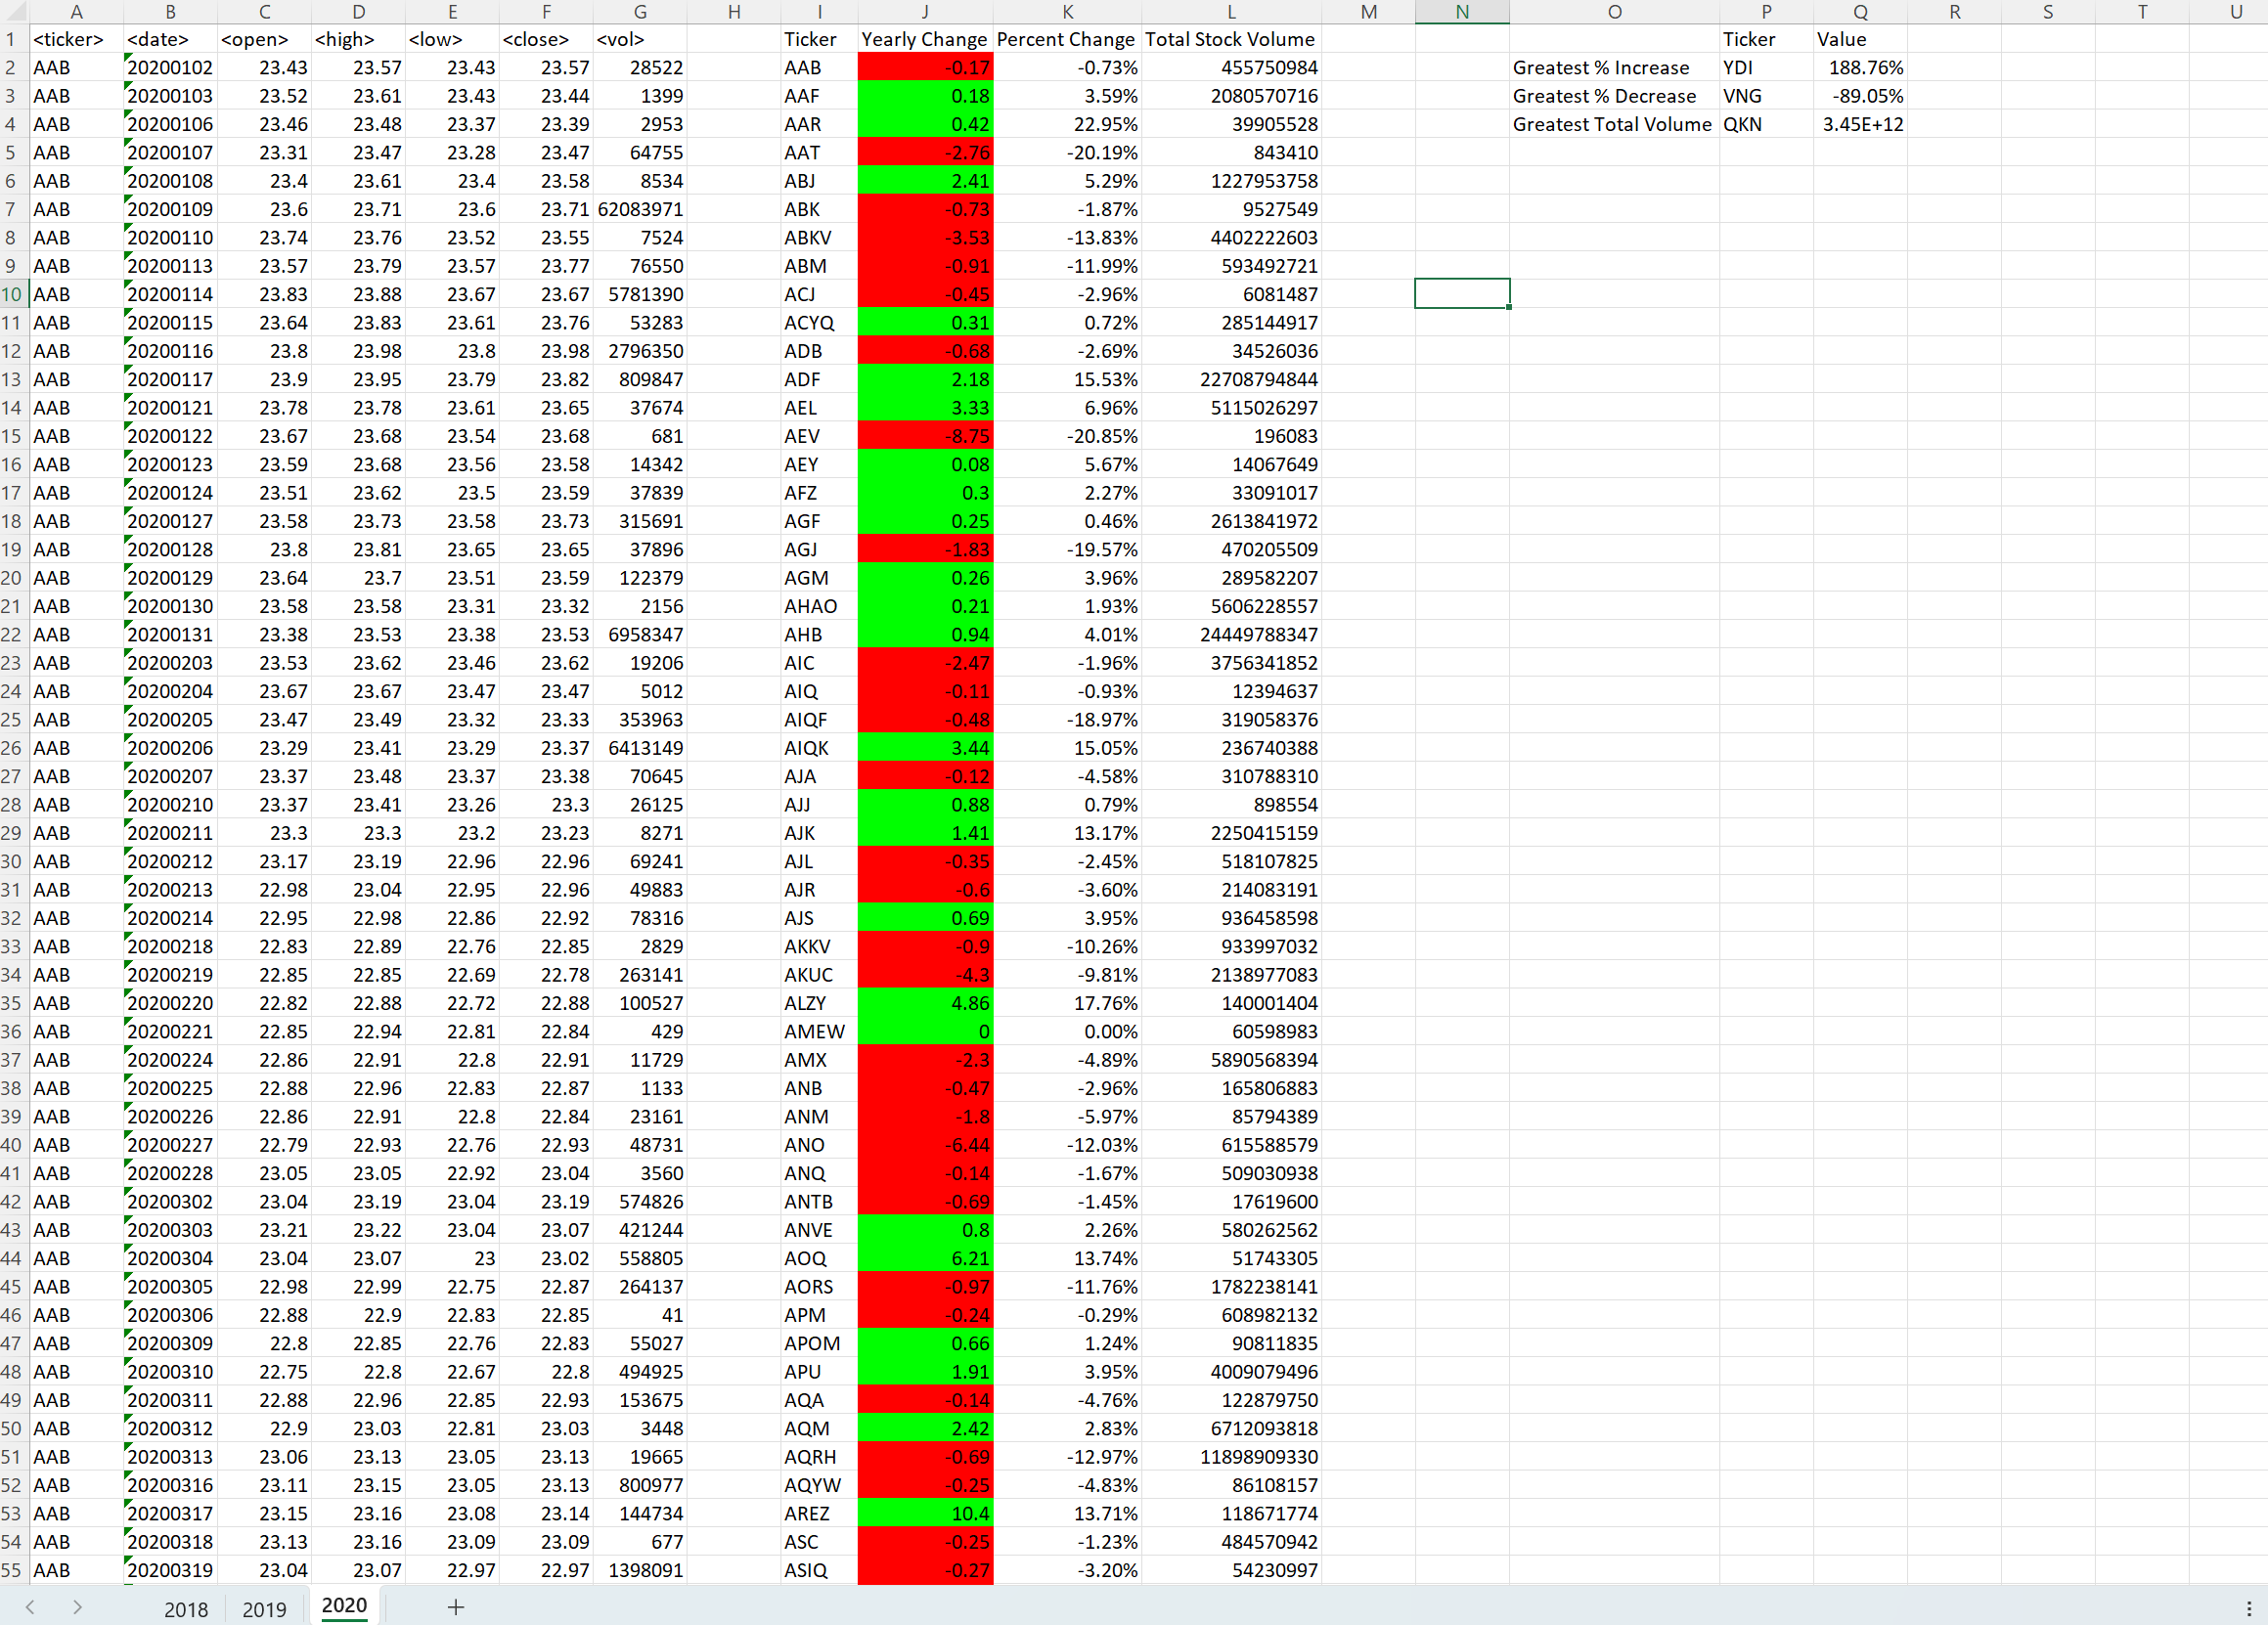 A B C D E F G H I J K L M N O P Q R S T U
1 <ticker> <date> <open> <high> <low> <close> <vol> Ticker Yearly Change Percent Change Total Stock Volume Ticker Value
2 AAB 20200102 23.43 23.57 23.43 23.57 28522 AAB -0.17 -0.73% 455750984 Greatest % Increase YDI 188.76%
3 AAB 20200103 23.52 23.61 23.43 23.44 1399 AAF 0.18 3.59% 2080570716 Greatest % Decrease VNG -89.05%
4 AAB 20200106 23.46 23.48 23.37 23.39 2953 AAR 0.42 22.95% 39905528 Greatest Total Volume QKN 3.45E+12
5 AAB 20200107 23.31 23.47 23.28 23.47 64755 AAT -2.76 -20.19% 843410
6 AAB 20200108 23.4 23.61 23.4 23.58 8534 ABJ 2.41 5.29% 1227953758
7 AAB 20200109 23.6 23.71 23.6 23.71 62083971 ABK -0.73 -1.87% 9527549
8 AAB 20200110 23.74 23.76 23.52 23.55 7524 ABKV -3.53 -13.83% 4402222603
9 AAB 20200113 23.57 23.79 23.57 23.77 76550 ABM -0.91 -11.99% 593492721
10 AAB 20200114 23.83 23.88 23.67 23.67 5781390 ACJ -0.45 -2.96% 6081487
11 AAB 20200115 23.64 23.83 23.61 23.76 53283 ACYQ 0.31 0.72% 285144917
12 AAB 20200116 23.8 23.98 23.8 23.98 2796350 ADB -0.68 -2.69% 34526036
13 AAB 20200117 23.9 23.95 23.79 23.82 809847 ADF 2.18 15.53% 22708794844
14 AAB 20200121 23.78 23.78 23.61 23.65 37674 AEL 3.33 6.96% 5115026297
15 AAB 20200122 23.67 23.68 23.54 23.68 681 AEV -8.75 -20.85% 196083
16 AAB 20200123 23.59 23.68 23.56 23.58 14342 AEY 0.08 5.67% 14067649
17 AAB 20200124 23.51 23.62 23.5 23.59 37839 AFZ 0.3 2.27% 33091017
18 AAB 20200127 23.58 23.73 23.58 23.73 315691 AGF 0.25 0.46% 2613841972
19 AAB 20200128 23.8 23.81 23.65 23.65 37896 AGJ -1.83 -19.57% 470205509
20 AAB 20200129 23.64 23.7 23.51 23.59 122379 AGM 0.26 3.96% 289582207
21 AAB 20200130 23.58 23.58 23.31 23.32 2156 AHAO 0.21 1.93% 5606228557
22 AAB 20200131 23.38 23.53 23.38 23.53 6958347 AHB 0.94 4.01% 24449788347
23 AAB 20200203 23.53 23.62 23.46 23.62 19206 AIC -2.47 -1.96% 3756341852
24 AAB 20200204 23.67 23.67 23.47 23.47 5012 AIQ -0.11 -0.93% 12394637
25 AAB 20200205 23.47 23.49 23.32 23.33 353963 AIQF -0.48 -18.97% 319058376
26 AAB 20200206 23.29 23.41 23.29 23.37 6413149 AIQK 3.44 15.05% 236740388
27 AAB 20200207 23.37 23.48 23.37 23.38 70645 AJA -0.12 -4.58% 310788310
28 AAB 20200210 23.37 23.41 23.26 23.3 26125 AJJ 0.88 0.79% 898554
29 AAB 20200211 23.3 23.3 23.2 23.23 8271 AJK 1.41 13.17% 2250415159
30 AAB 20200212 23.17 23.19 22.96 22.96 69241 AJL -0.35 -2.45% 518107825
31 AAB 20200213 22.98 23.04 22.95 22.96 49883 AJR -0.6 -3.60% 214083191
32 AAB 20200214 22.95 22.98 22.86 22.92 78316 AJS 0.69 3.95% 936458598
33 AAB 20200218 22.83 22.89 22.76 22.85 2829 AKKV -0.9 -10.26% 933997032
34 AAB 20200219 22.85 22.85 22.69 22.78 263141 AKUC -4.3 -9.81% 2138977083
35 AAB 20200220 22.82 22.88 22.72 22.88 100527 ALZY 4.86 17.76% 140001404
36 AAB 20200221 22.85 22.94 22.81 22.84 429 AMEW 0 0.00% 60598983
37 AAB 20200224 22.86 22.91 22.8 22.91 11729 AMX -2.3 -4.89% 5890568394
38 AAB 20200225 22.88 22.96 22.83 22.87 1133 ANB -0.47 -2.96% 165806883
39 AAB 20200226 22.86 22.91 22.8 22.84 23161 ANM -1.8 -5.97% 85794389
40 AAB 20200227 22.79 22.93 22.76 22.93 48731 ANO -6.44 -12.03% 615588579
41 AAB 20200228 23.05 23.05 22.92 23.04 3560 ANQ -0.14 -1.67% 509030938
42 AAB 20200302 23.04 23.19 23.04 23.19 574826 ANTB -0.69 -1.45% 17619600
43 AAB 20200303 23.21 23.22 23.04 23.07 421244 ANVE 0.8 2.26% 580262562
44 AAB 20200304 23.04 23.07 23 23.02 558805 AOQ 6.21 13.74% 51743305
45 AAB 20200305 22.98 22.99 22.75 22.87 264137 AORS -0.97 -11.76% 1782238141
46 AAB 20200306 22.88 22.9 22.83 22.85 41 APM -0.24 -0.29% 608982132
47 AAB 20200309 22.8 22.85 22.76 22.83 55027 APOM 0.66 1.24% 90811835
48 AAB 20200310 22.75 22.8 22.67 22.8 494925 APU 1.91 3.95% 4009079496
49 AAB 20200311 22.88 22.96 22.85 22.93 153675 AQA -0.14 -4.76% 122879750
50 AAB 20200312 22.9 23.03 22.81 23.03 3448 AQM 2.42 2.83% 6712093818
51 AAB 20200313 23.06 23.13 23.05 23.13 19665 AQRH -0.69 -12.97% 11898909330
52 AAB 20200316 23.11 23.15 23.05 23.13 800977 AQYW -0.25 -4.83% 86108157
53 AAB 20200317 23.15 23.16 23.08 23.14 144734 AREZ 10.4 13.71% 118671774
54 AAB 20200318 23.13 23.16 23.09 23.09 677 ASC -0.25 -1.23% 484570942
55 AAB 20200319 23.04 23.07 22.97 22.97 1398091 ASIQ -0.27 -3.20% 54230997
2018 2019 2020